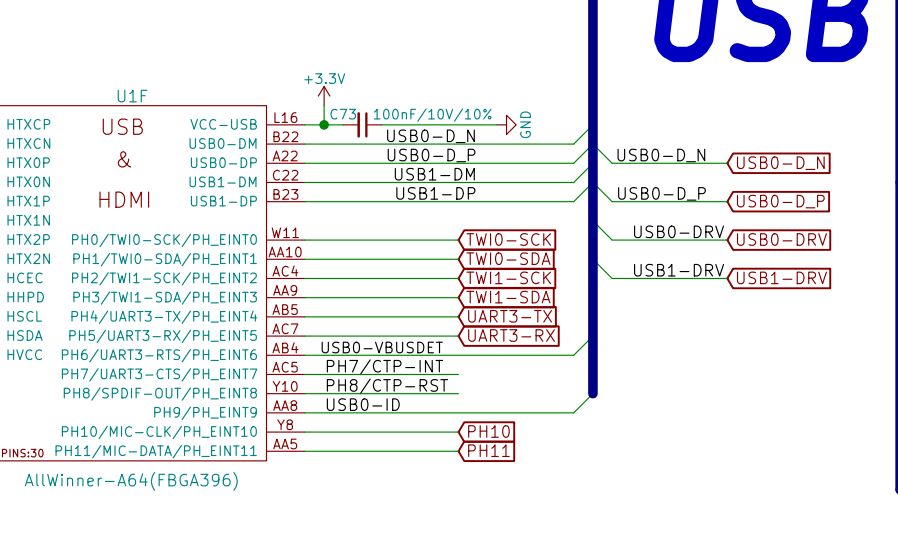 USB
+3.3V
U1F
C73 100nF/10V/10% GND
HTXCP USB VCC-USB L16
HTXCN USB0-DM B22 USB0-D_N
HTX0P & USB0-DP A22 USB0-D_P USB0-D_N USB0-D_N
HTX0N USB1-DM C22 USB1-DM
HTX1P HDMI USB1-DP B23 USB1-DP USB0-D_P USB0-D_P
HTX1N
HTX2P PH0/TWI0-SCK/PH_EINT0 W11 TWI0-SCK USB0-DRV USB0-DRV
HTX2N PH1/TWI0-SDA/PH_EINT1 AA10 TWI0-SDA
HCEC PH2/TWI1-SCK/PH_EINT2 AC4 TWI1-SCK USB1-DRV USB1-DRV
HHPD PH3/TWI1-SDA/PH_EINT3 AA9 TWI1-SDA
HSCL PH4/UART3-TX/PH_EINT4 AB5 UART3-TX
HSDA PH5/UART3-RX/PH_EINT5 AC7 UART3-RX
HVCC PH6/UART3-RTS/PH_EINT6 AB4 USB0-VBUSDET
PH7/UART3-CTS/PH_EINT7 AC5 PH7/CTP-INT
PH8/SPDIF-OUT/PH_EINT8 Y10 PH8/CTP-RST
PH9/PH_EINT9 AA8 USB0-ID
PH10/MIC-CLK/PH_EINT10 Y8 PH10
PINS:30 PH11/MIC-DATA/PH_EINT11 AA5 PH11
AllWinner-A64(FBGA396)